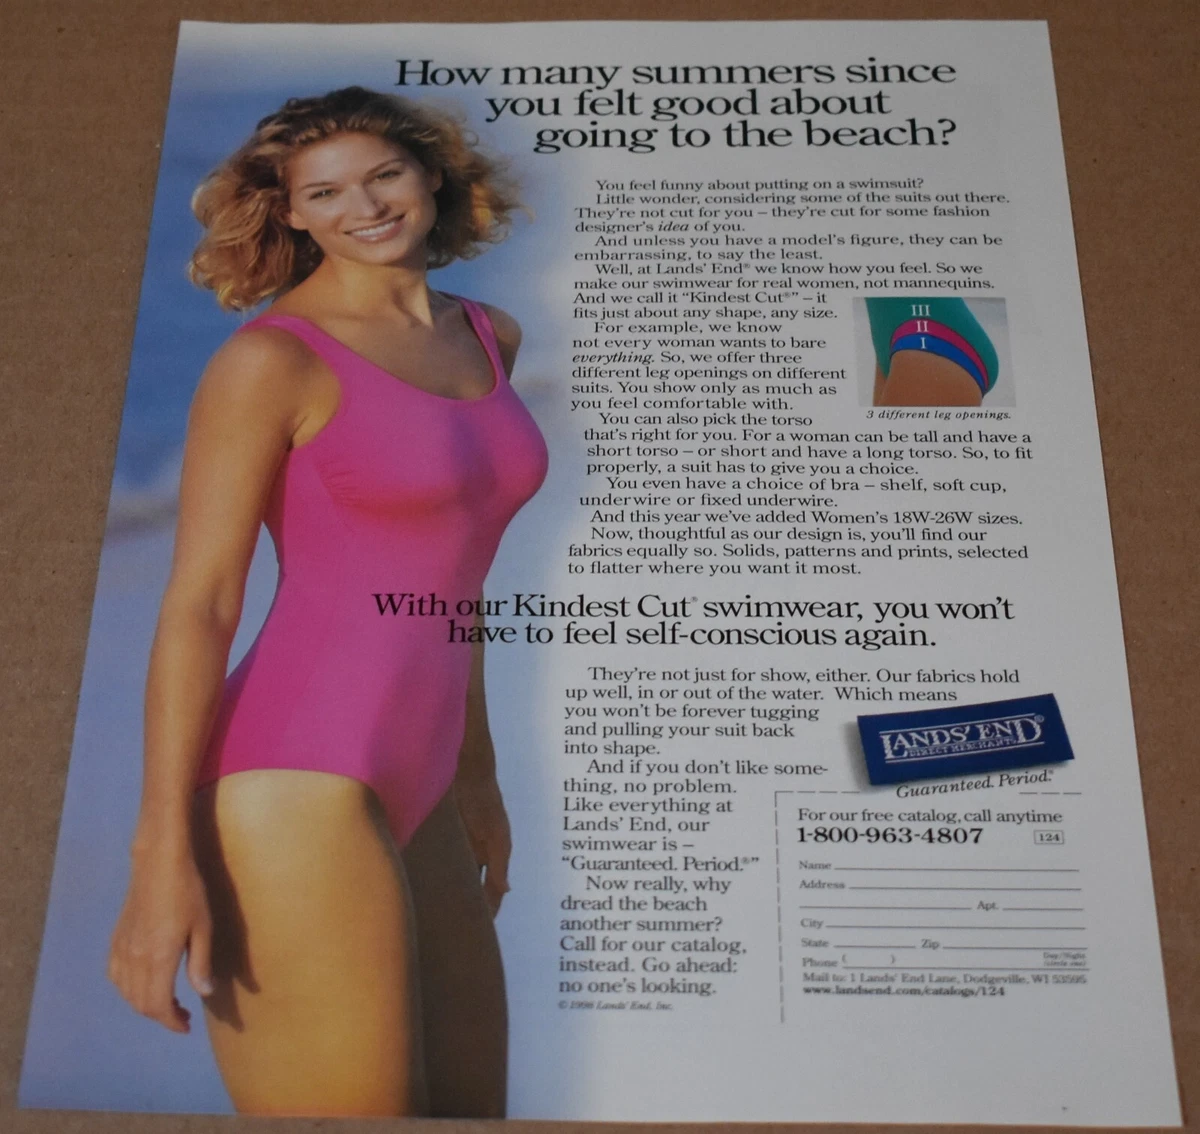 How many summers since
you felt good about
going to the beach?
You feel funny about putting on a swimsuit?
Little wonder, considering some of the suits out there.
They're not cut for you – they're cut for some fashion
designer's idea of you.
And unless you have a model's figure, they can be
embarrassing, to say the least.
Well, at Lands' End® we know how you feel. So we
make our swimwear for real women, not mannequins.
And we call it "Kindest Cut®" – it
fits just about any shape, any size.
For example, we know
not every woman wants to bare
everything. So, we offer three
different leg openings on different
suits. You show only as much as
you feel comfortable with.
III
II
I
3 different leg openings.
You can also pick the torso
that's right for you. For a woman can be tall and have a
short torso – or short and have a long torso. So, to fit
properly, a suit has to give you a choice.
You even have a choice of bra – shelf, soft cup,
underwire or fixed underwire.
And this year we've added Women's 18W-26W sizes.
Now, thoughtful as our design is, you'll find our
fabrics equally so. Solids, patterns and prints, selected
to flatter where you want it most.
With our Kindest Cut® swimwear, you won't
have to feel self-conscious again.
They're not just for show, either. Our fabrics hold
up well, in or out of the water. Which means
you won't be forever tugging
and pulling your suit back
into shape.
And if you don't like some-
thing, no problem.
Like everything at
Lands' End, our
swimwear is –
"Guaranteed. Period.®"
Now really, why
dread the beach
another summer?
Call for our catalog,
instead. Go ahead:
no one's looking.
© 1998 Lands' End, Inc.
LANDS' END®
DIRECT MERCHANTS
Guaranteed. Period.®
For our free catalog, call anytime
1-800-963-4807 124
Name
Address
Apt.
City
State Zip
Phone ( ) Day/Night
(circle one)
Mail to: 1 Lands' End Lane, Dodgeville, WI 53595
www.landsend.com/catalogs/124